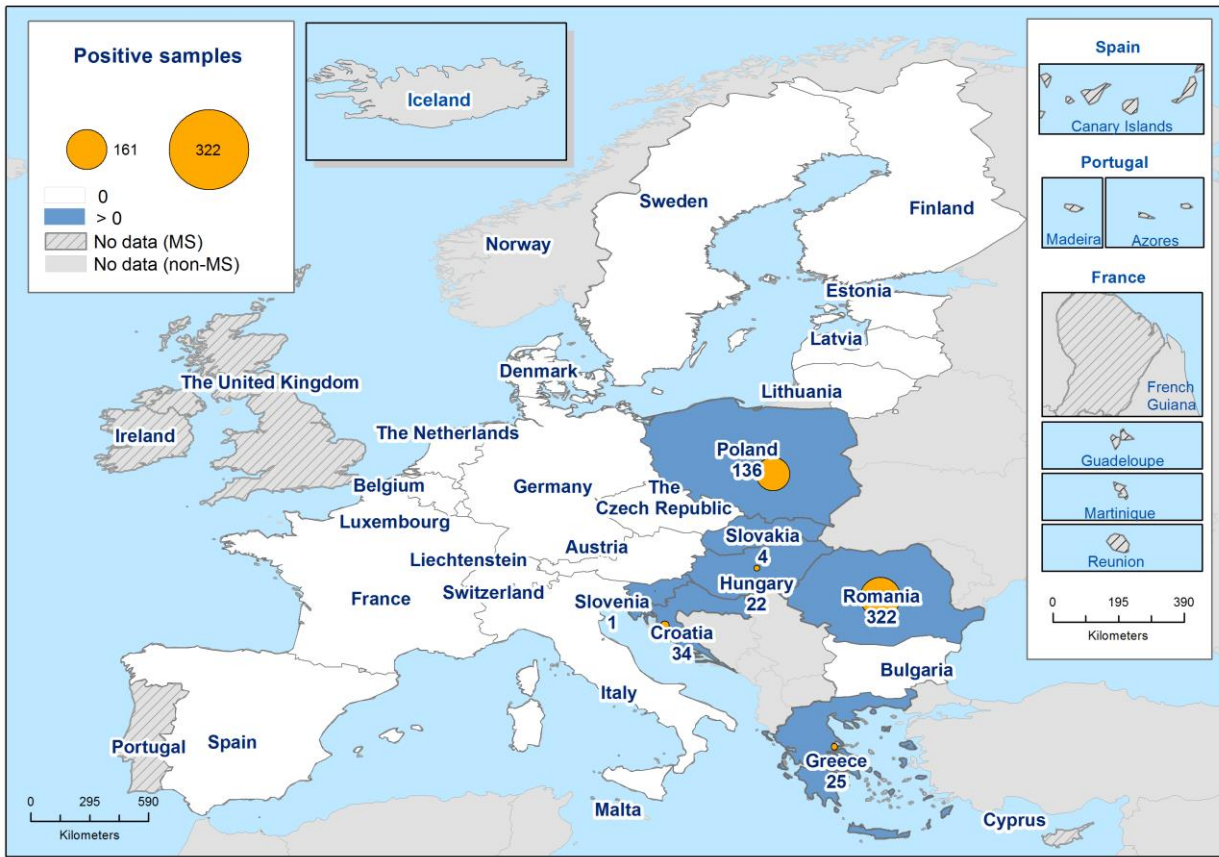 Positive samples
161
322
0
> 0
No data (MS)
No data (non-MS)
Iceland
Spain
Canary Islands
Portugal
Madeira
Azores
France
French
Guiana
Guadeloupe
Martinique
Reunion
0 195 390
Kilometers
Sweden
Finland
Norway
Estonia
Latvia
Denmark
Lithuania
The United Kingdom
Ireland
The Netherlands
Poland
136
Belgium
Germany
The
Czech Republic
Luxembourg
Slovakia
4
Liechtenstein
Austria
Hungary
22
France
Switzerland
Slovenia
1
Romania
322
Croatia
34
Bulgaria
Italy
Portugal
Spain
Greece
25
Malta
Cyprus
0 295 590
Kilometers